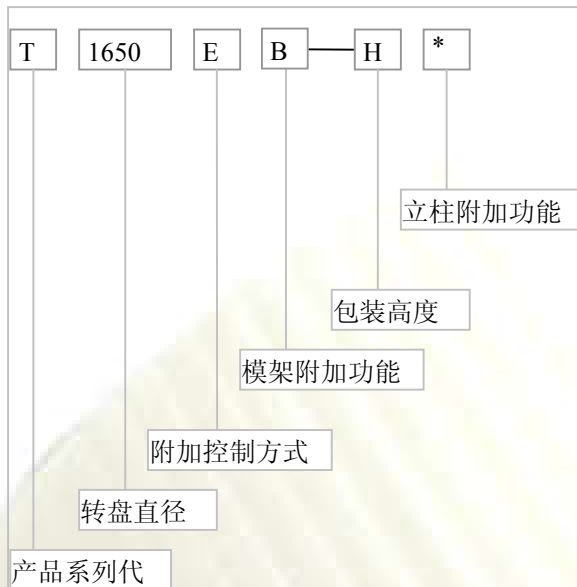 T 1650 E B H *
立柱附加功能
包装高度
模架附加功能
附加控制方式
转盘直径
产品系列代